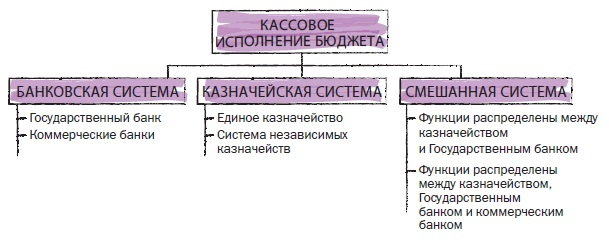 КАССОВОЕ
ИСПОЛНЕНИЕ БЮДЖЕТА
БАНКОВСКАЯ СИСТЕМА
Государственный банк
Коммерческие банки
КАЗНАЧЕЙСКАЯ СИСТЕМА
Единое казначейство
Система независимых
казначейств
СМЕШАННАЯ СИСТЕМА
Функции распределены между
казначейством
и Государственным банком
Функции распределены
между казначейством,
Государственным
банком и коммерческим
банком